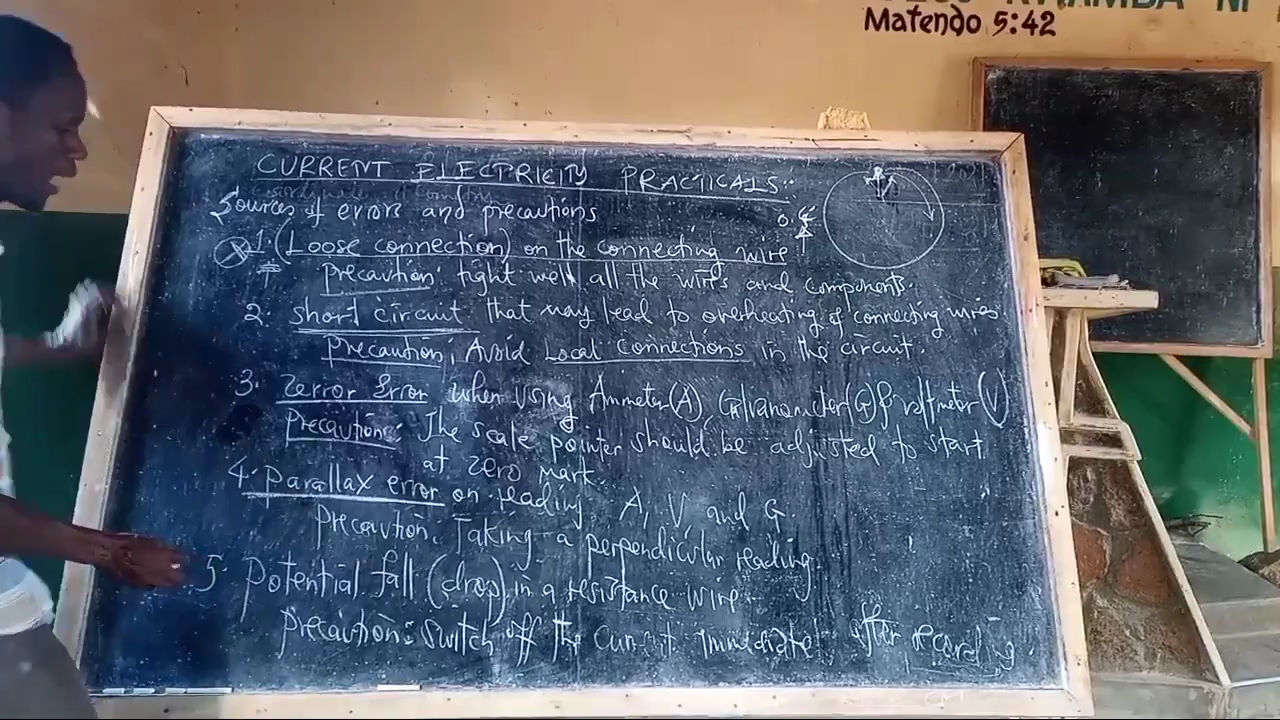 KWAMBA NI
Matendo 5:42
CURRENT ELECTRICITY PRACTICALS:-
Sources of errors and precautions
1. (Loose connection) on the connecting wire
Precaution: tight well all the wires and components.
2. Short circuit that may lead to overheating of connecting wires
Precaution: Avoid Local Connections in the circuit.
3. Zerror Error when using Ammeter (A), Galvanometer (G) & voltmeter (V)
Precaution: The scale pointer should be adjusted to start
at zero mark.
4. Parallax error on reading A, V, and G.
Precaution: Taking a perpendicular reading.
5. Potential fall (drop) in a resistance wire.
Precaution: Switch off the current immediate after recording.